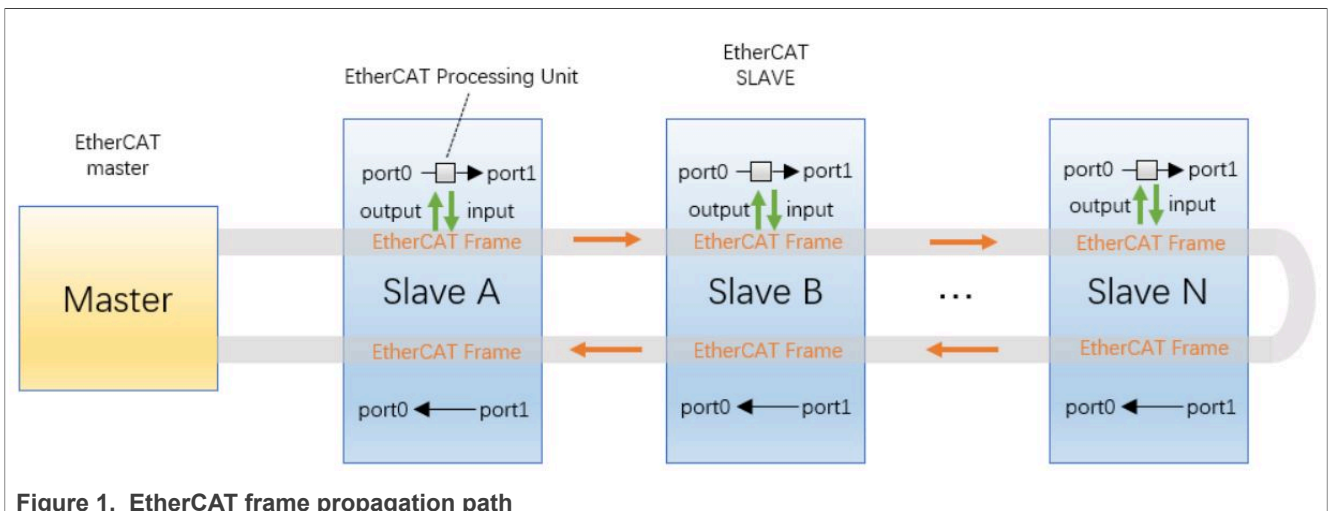 EtherCAT
master
EtherCAT Processing Unit
EtherCAT
SLAVE
Master
port0 port1
output input
EtherCAT Frame
Slave A
EtherCAT Frame
port0 port1
port0 port1
output input
EtherCAT Frame
Slave B
EtherCAT Frame
port0 port1
...
port0 port1
output input
EtherCAT Frame
Slave N
EtherCAT Frame
port0 port1
Figure 1. EtherCAT frame propagation path